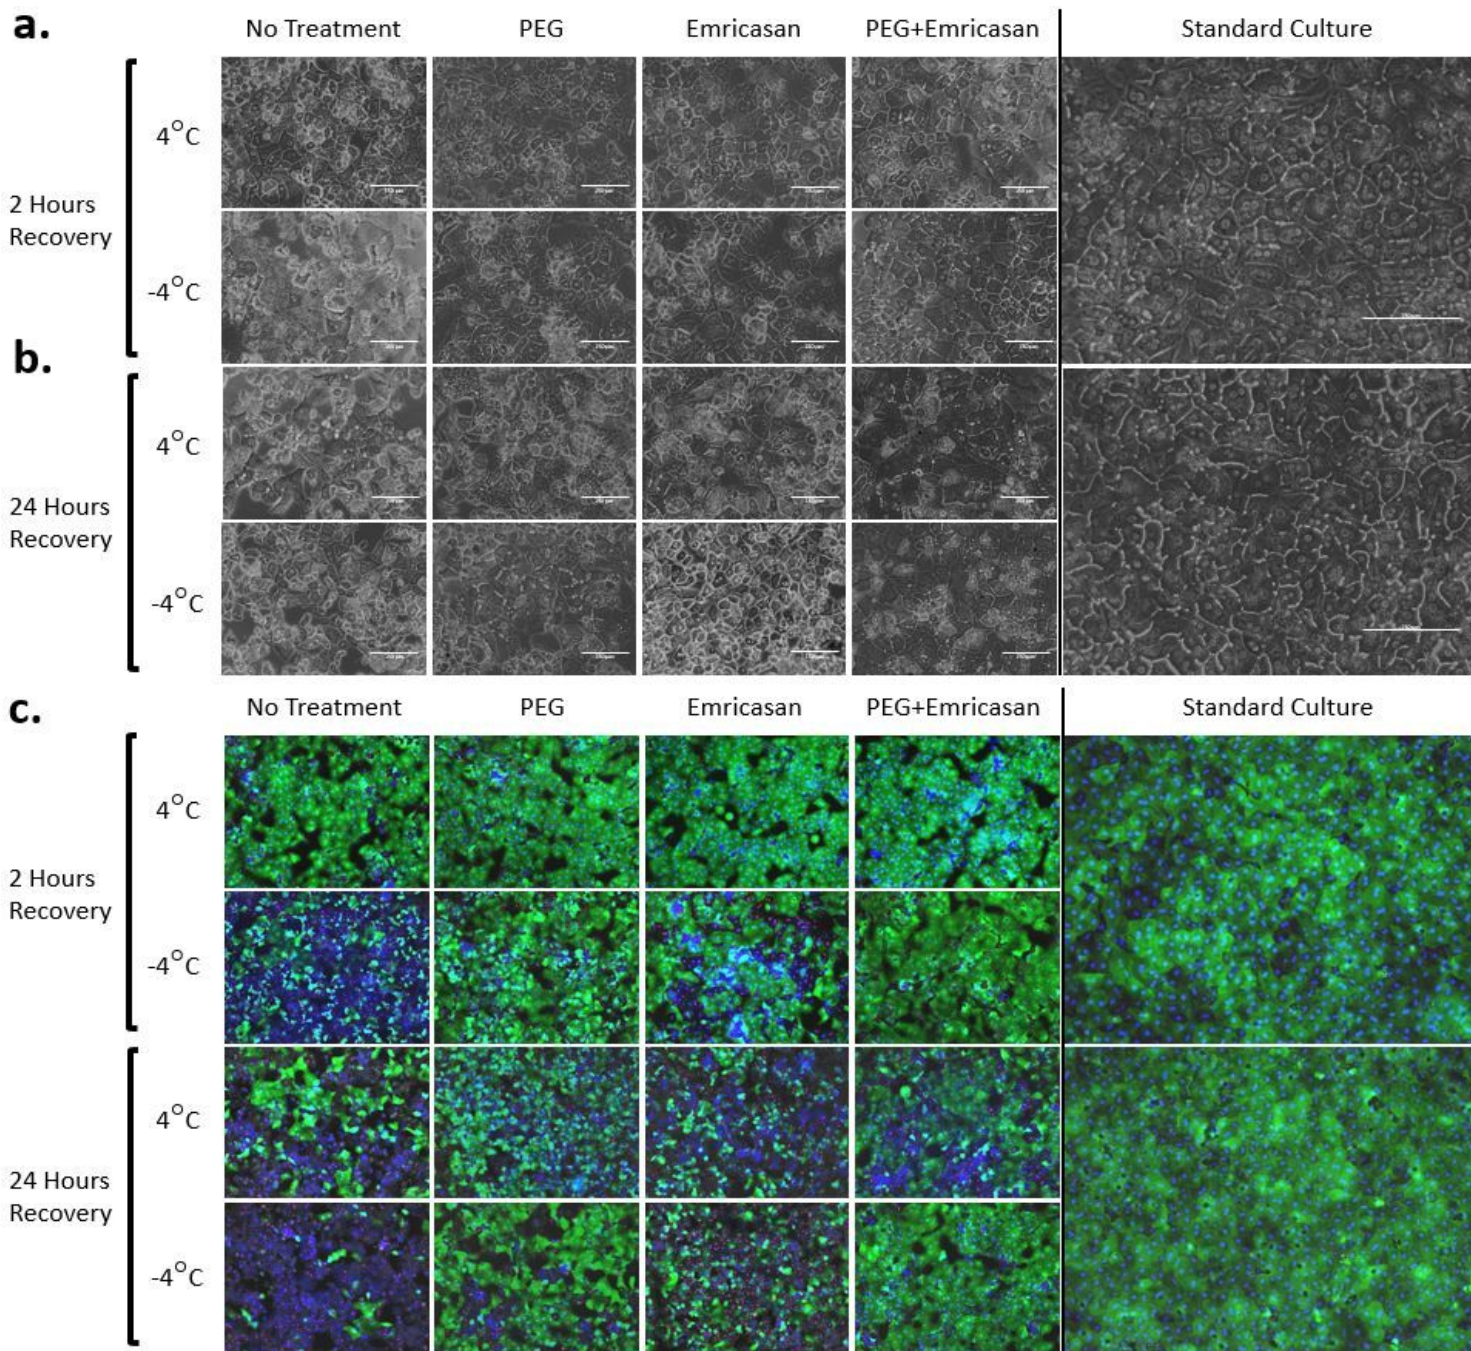 a.
No Treatment PEG Emricasan PEG+Emricasan Standard Culture
4°C
2 Hours
Recovery
-4°C
b.
4°C
24 Hours
Recovery
-4°C
c.
No Treatment PEG Emricasan PEG+Emricasan Standard Culture
4°C
2 Hours
Recovery
-4°C
4°C
24 Hours
Recovery
-4°C